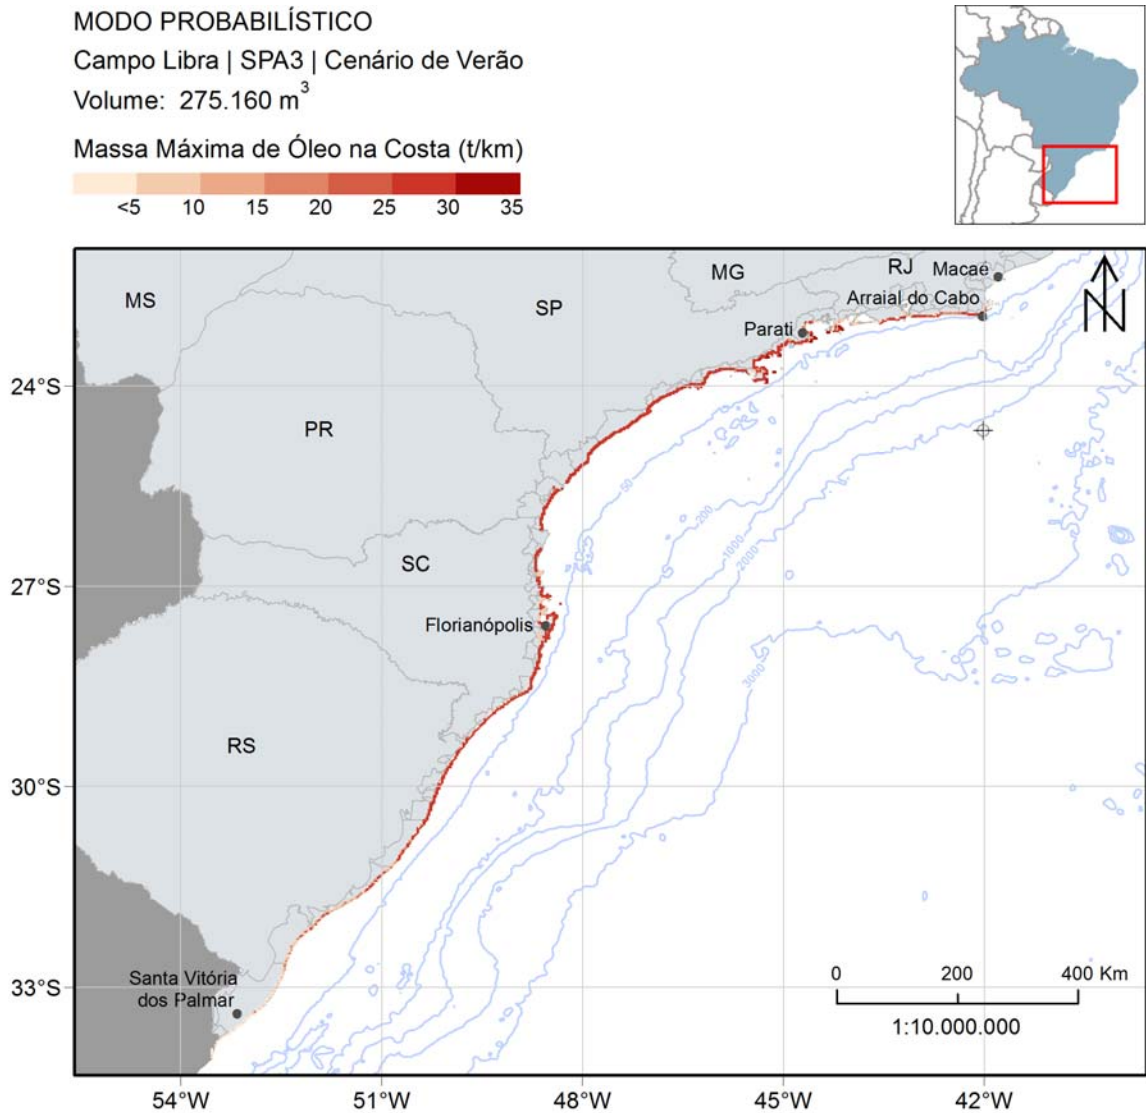 MODO PROBABILÍSTICO
Campo Libra | SPA3 | Cenário de Verão
Volume: 275.160 m³
Massa Máxima de Óleo na Costa (t/km)
<5 10 15 20 25 30 35
MS
SP
MG
RJ
Macaé
Arraial do Cabo
Parati
N
24°S
PR
50
200
1000
2000
SC
27°S
Florianópolis
3000
RS
30°S
Santa Vitória
dos Palmar
33°S
0 200 400 Km
1:10.000.000
54°W 51°W 48°W 45°W 42°W